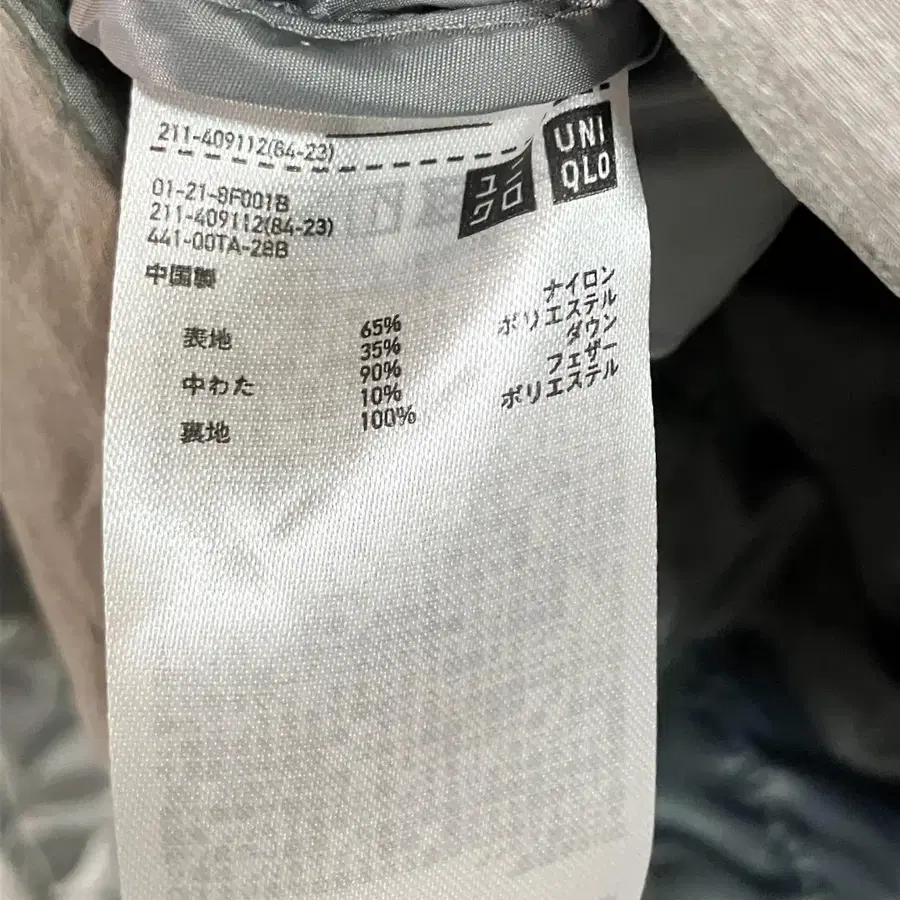 211-409112(84-23)
ユニ
クロ
UNI
QLO
01-21-8F001B
211-409112(84-23)
441-00TA-28B
中国製
表地 65% ナイロン
35% ポリエステル
中わた 90% ダウン
10% フェザー
裏地 100% ポリエステル